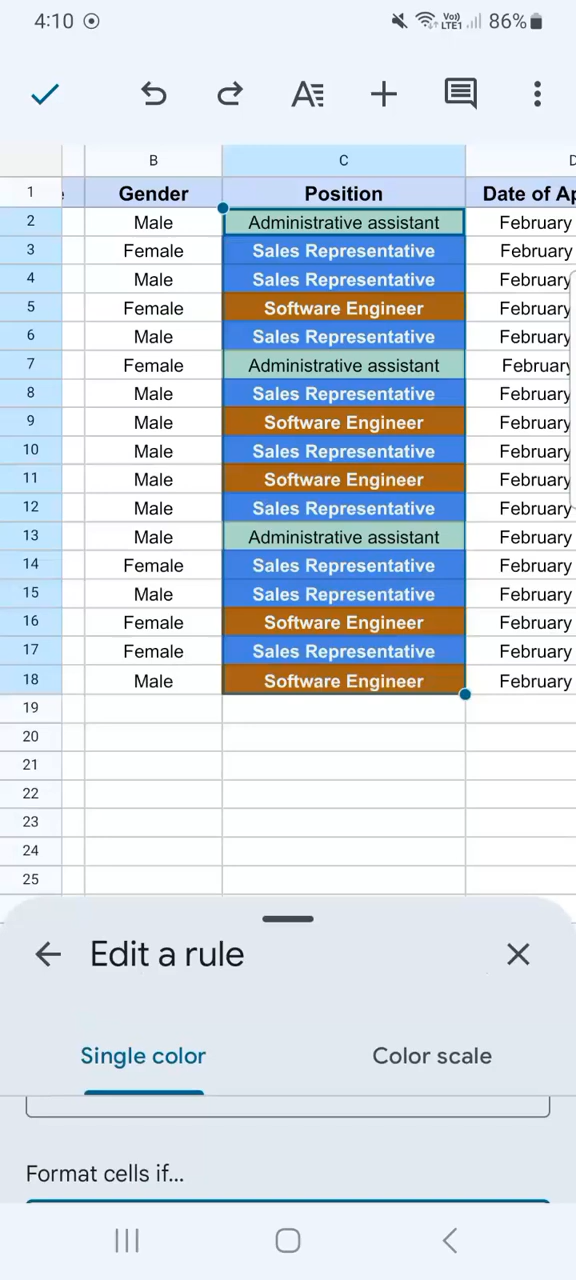 4:10 Vo)) LTE1 86%
B C D
1 e Gender Position Date of Ap
2 Male Administrative assistant February
3 Female Sales Representative February
4 Male Sales Representative February
5 Female Software Engineer February
6 Male Sales Representative February
7 Female Administrative assistant February
8 Male Sales Representative February
9 Male Software Engineer February
10 Male Sales Representative February
11 Male Software Engineer February
12 Male Sales Representative February
13 Male Administrative assistant February
14 Female Sales Representative February
15 Male Sales Representative February
16 Female Software Engineer February
17 Female Sales Representative February
18 Male Software Engineer February
19
20
21
22
23
24
25
Edit a rule
Single color Color scale
Format cells if...